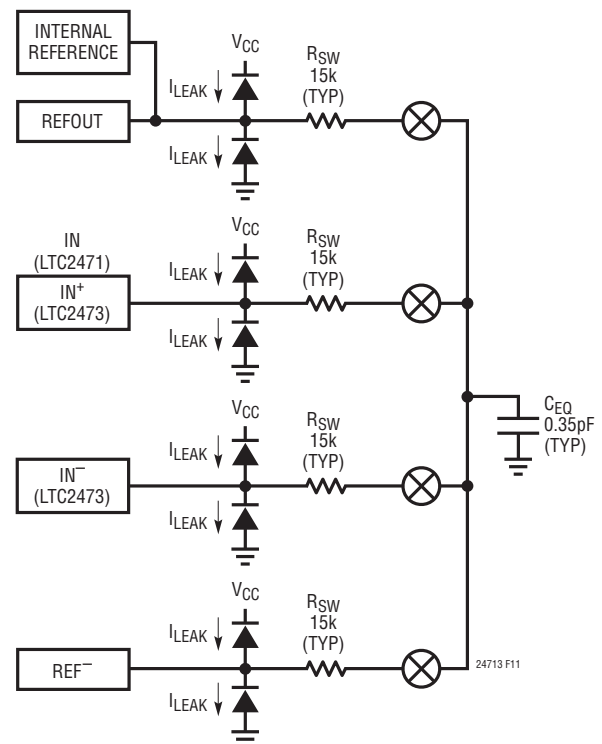 INTERNAL
REFERENCE
REFOUT
VCC
ILEAK
ILEAK
RSW
15k
(TYP)
IN
(LTC2471)
IN+
(LTC2473)
VCC
ILEAK
ILEAK
RSW
15k
(TYP)
IN−
(LTC2473)
VCC
ILEAK
ILEAK
RSW
15k
(TYP)
CEQ
0.35pF
(TYP)
REF−
VCC
ILEAK
ILEAK
RSW
15k
(TYP)
24713 F11